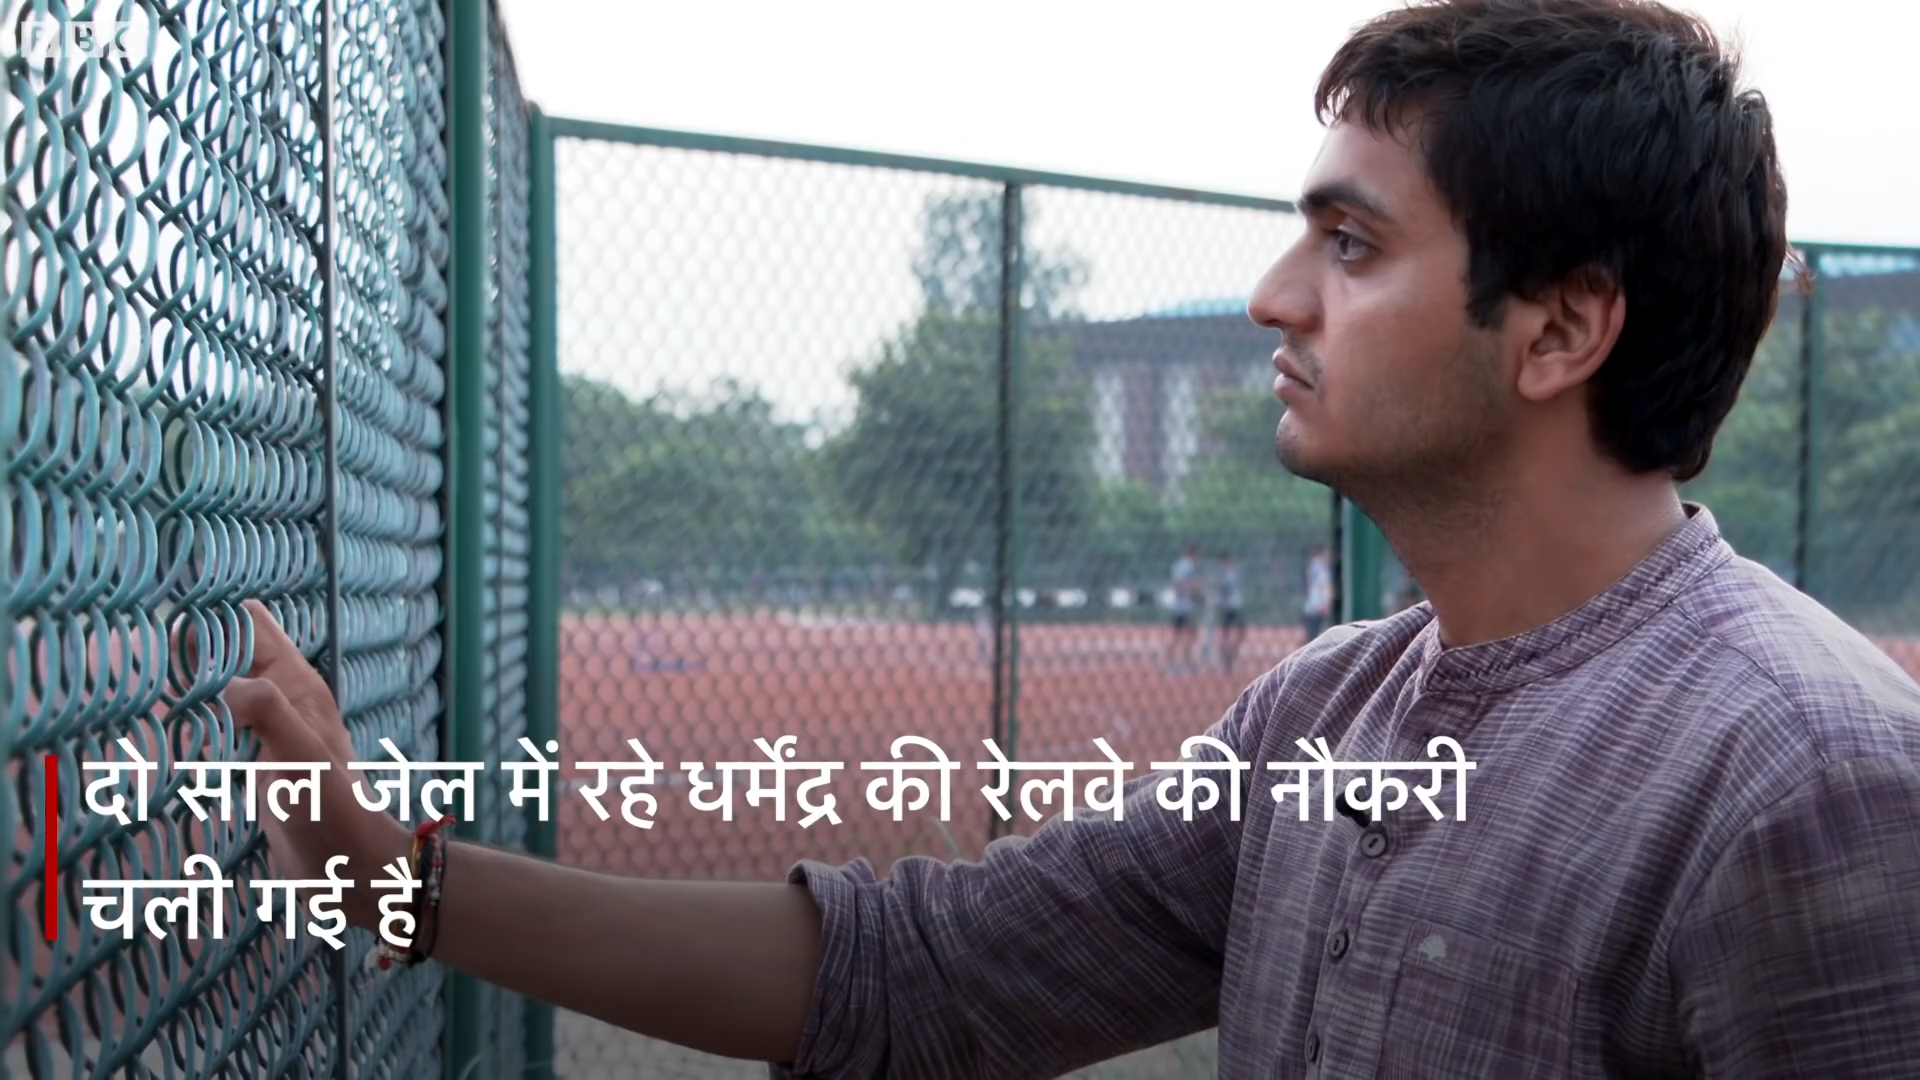 BBC
दो साल जेल में रहे धर्मेंद्र की रेलवे की नौकरी
चली गई है